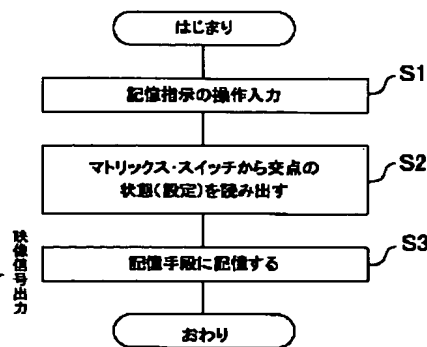 はじまり
記憶指示の操作入力
S1
マトリックス・スイッチから交点の
状態(設定)を読み出す
S2
映像信号出力
記憶手段に記憶する
S3
おわり